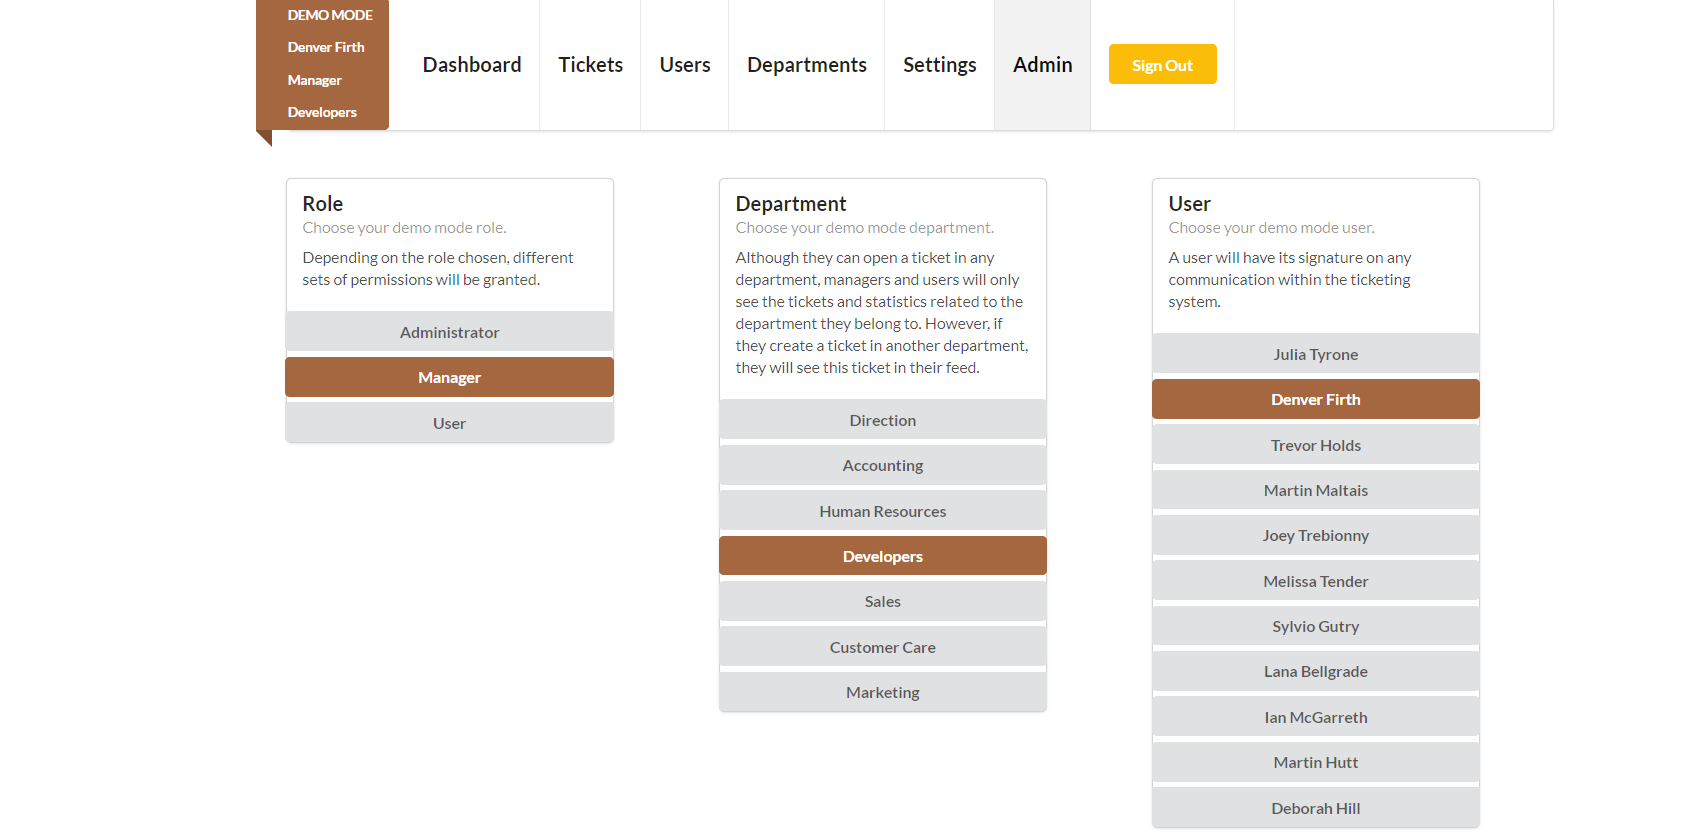 DEMO MODE
Denver Firth
Manager
Developers
Dashboard
Tickets
Users
Departments
Settings
Admin
Sign Out
Role
Choose your demo mode role.
Depending on the role chosen, different
sets of permissions will be granted.
Administrator
Manager
User
Department
Choose your demo mode department.
Although they can open a ticket in any
department, managers and users will only
see the tickets and statistics related to the
department they belong to. However, if
they create a ticket in another department,
they will see this ticket in their feed.
Direction
Accounting
Human Resources
Developers
Sales
Customer Care
Marketing
User
Choose your demo mode user.
A user will have its signature on any
communication within the ticketing
system.
Julia Tyrone
Denver Firth
Trevor Holds
Martin Maltais
Joey Trebionny
Melissa Tender
Sylvio Gutry
Lana Bellgrade
Ian McGarreth
Martin Hutt
Deborah Hill